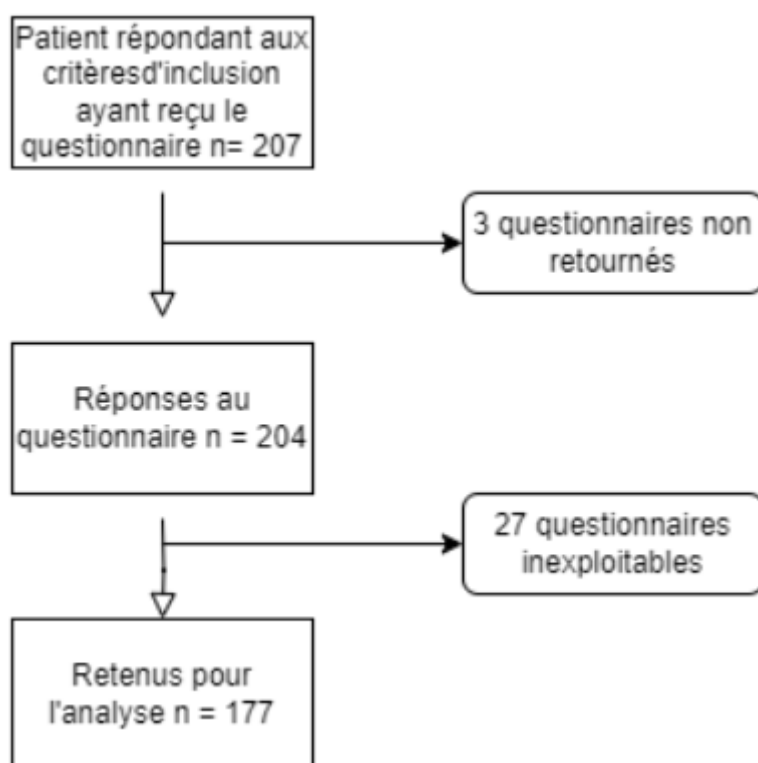 Patient répondant aux
critèresd'inclusion
ayant reçu le
questionnaire n= 207
3 questionnaires non
retournés
Réponses au
questionnaire n = 204
27 questionnaires
inexploitables
Retenus pour
l'analyse n = 177